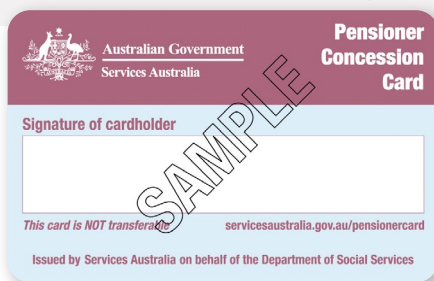 Australian Government
Services Australia
Pensioner
Concession
Card
Signature of cardholder
SAMPLE
This card is NOT transferable
servicesaustralia.gov.au/pensionercard
Issued by Services Australia on behalf of the Department of Social Services